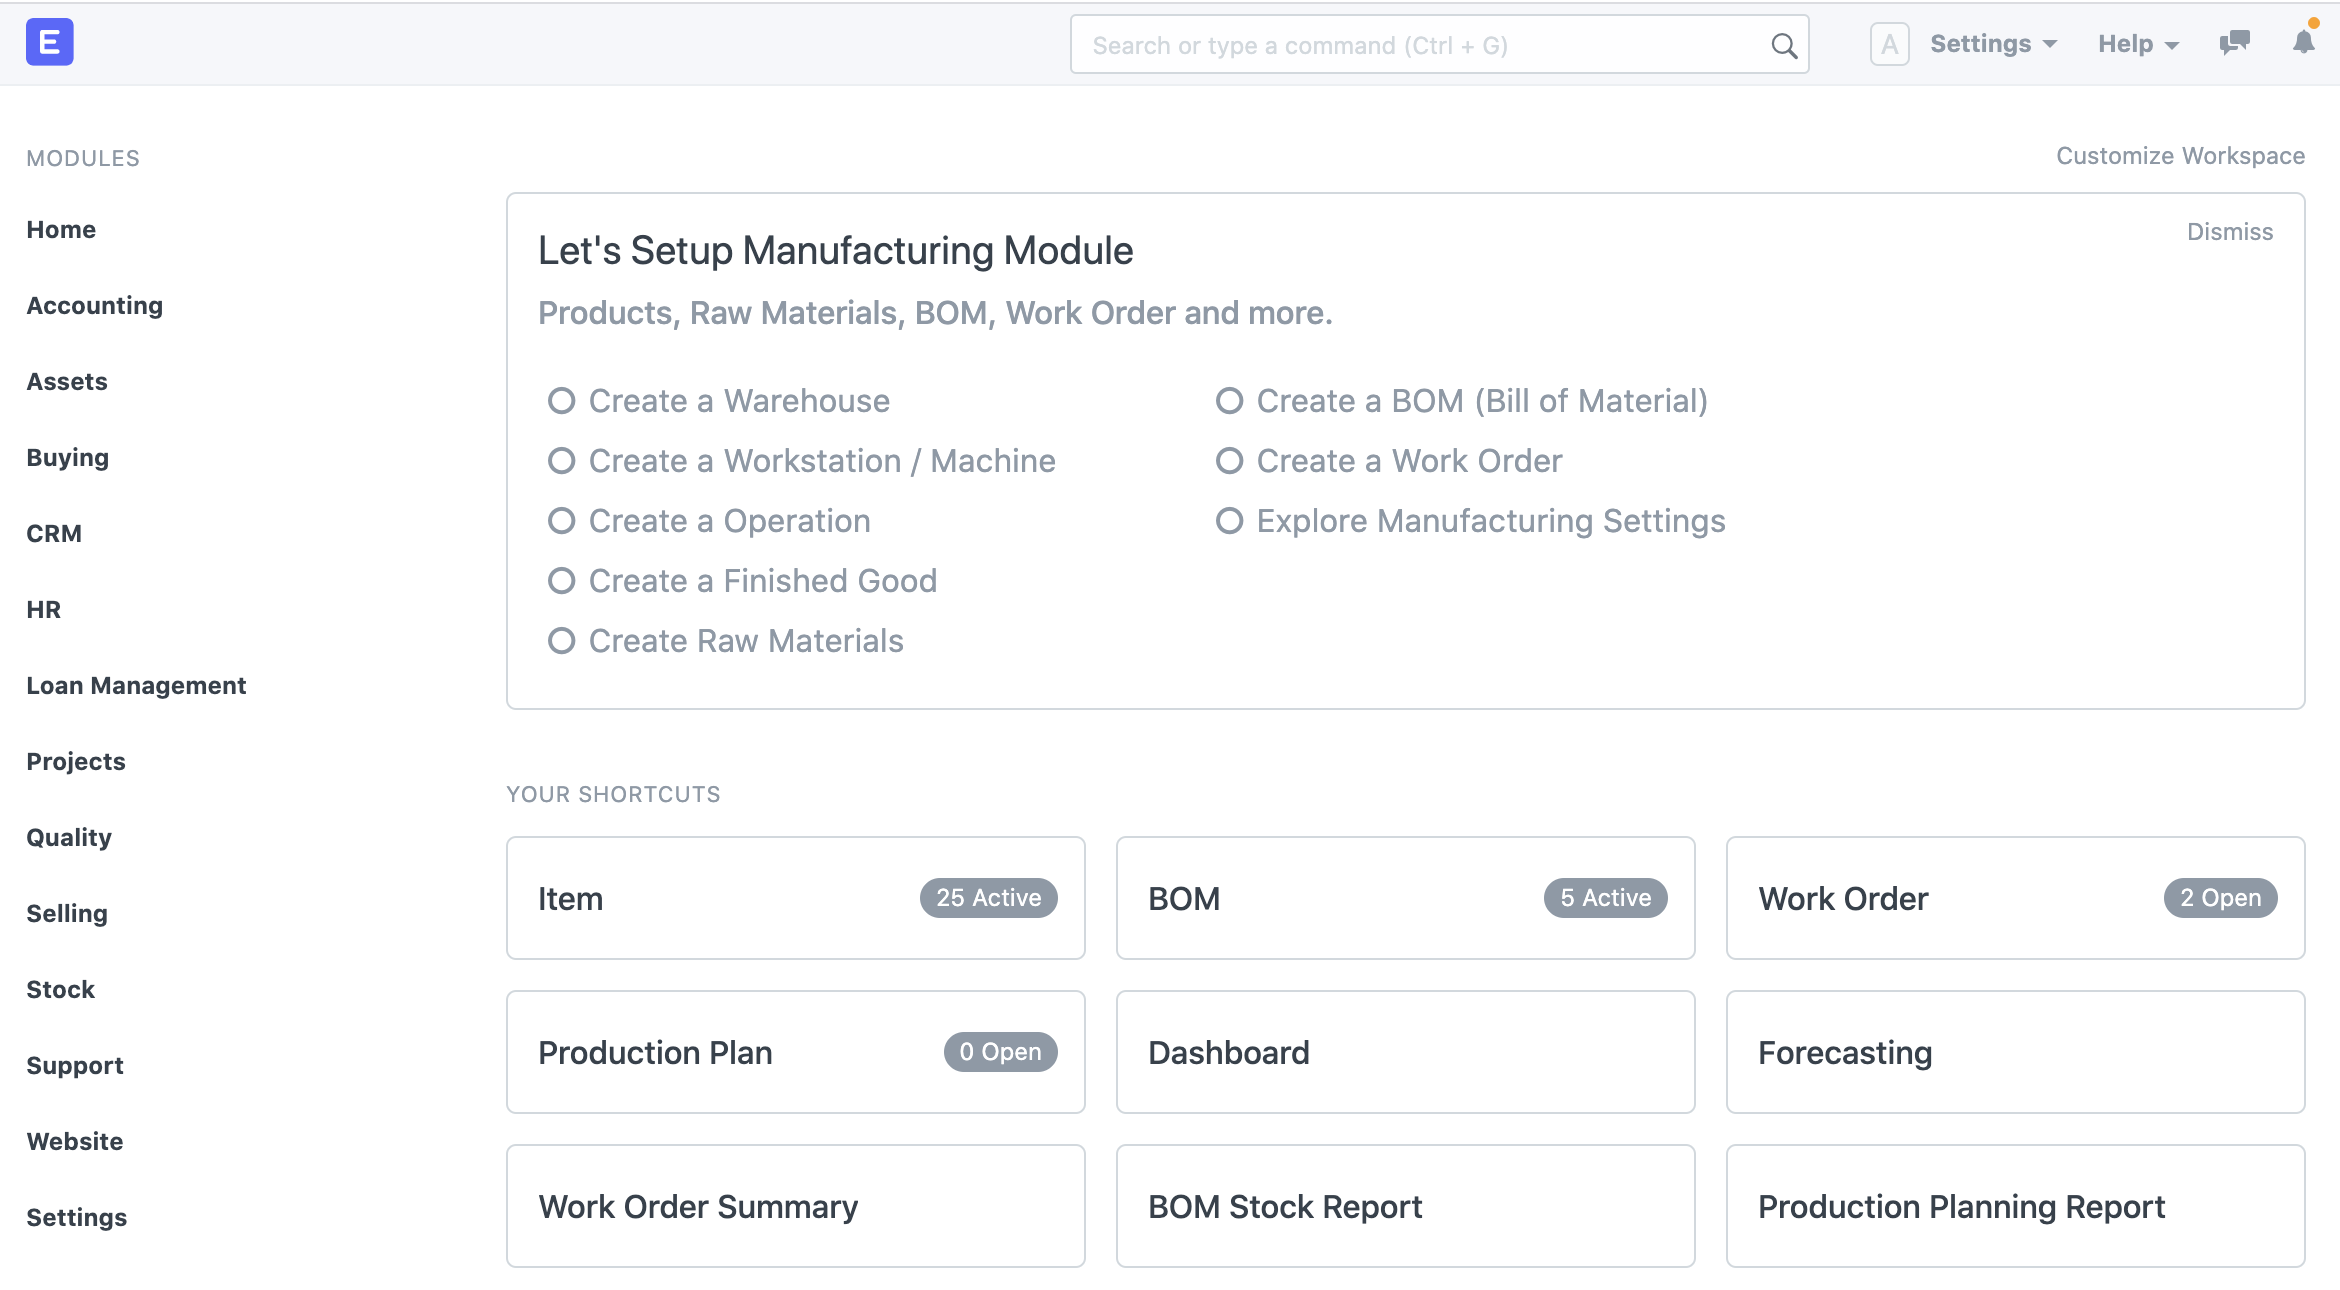 E
Search or type a command (Ctrl + G)
A
Settings
Help
MODULES
Home
Accounting
Assets
Buying
CRM
HR
Loan Management
Projects
Quality
Selling
Stock
Support
Website
Settings
Customize Workspace
Let's Setup Manufacturing Module
Dismiss
Products, Raw Materials, BOM, Work Order and more.
Create a Warehouse
Create a Workstation / Machine
Create a Operation
Create a Finished Good
Create Raw Materials
Create a BOM (Bill of Material)
Create a Work Order
Explore Manufacturing Settings
YOUR SHORTCUTS
Item 25 Active
BOM 5 Active
Work Order 2 Open
Production Plan 0 Open
Dashboard
Forecasting
Work Order Summary
BOM Stock Report
Production Planning Report